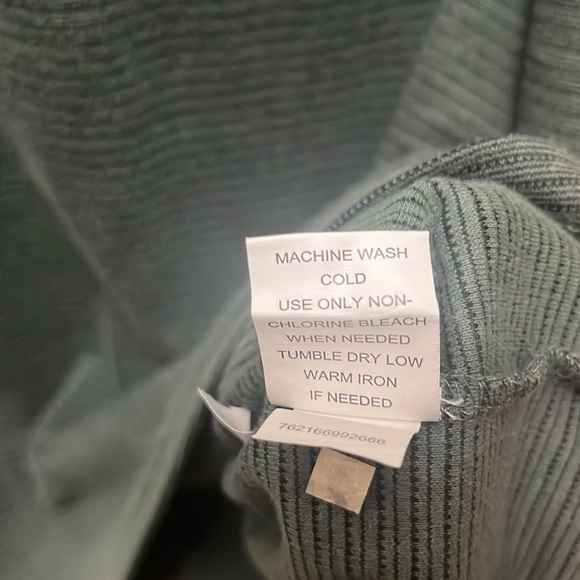 MACHINE WASH
COLD
USE ONLY NON-
CHLORINE BLEACH
WHEN NEEDED
TUMBLE DRY LOW
WARM IRON
IF NEEDED
762166992666